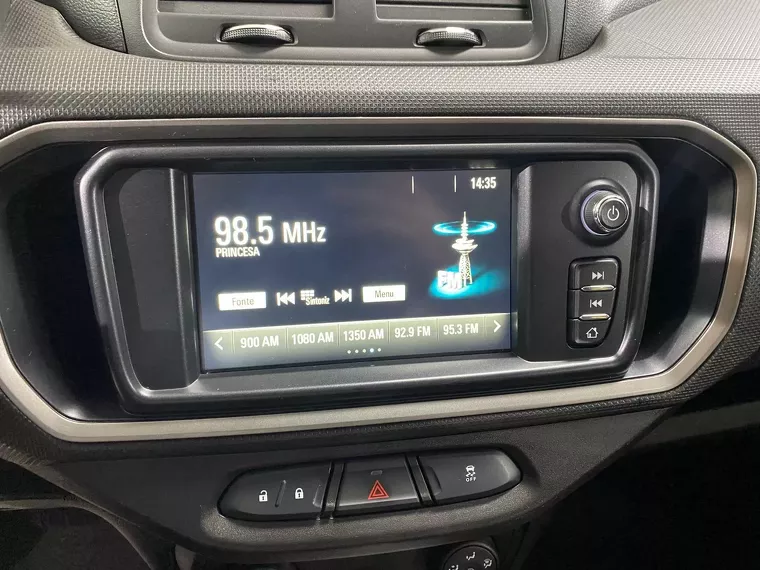 14:35
98.5 MHz
PRINCESA
FM
Fonte Sintoniz Menu
900 AM 1080 AM 1350 AM 92.9 FM 95.3 FM
OFF